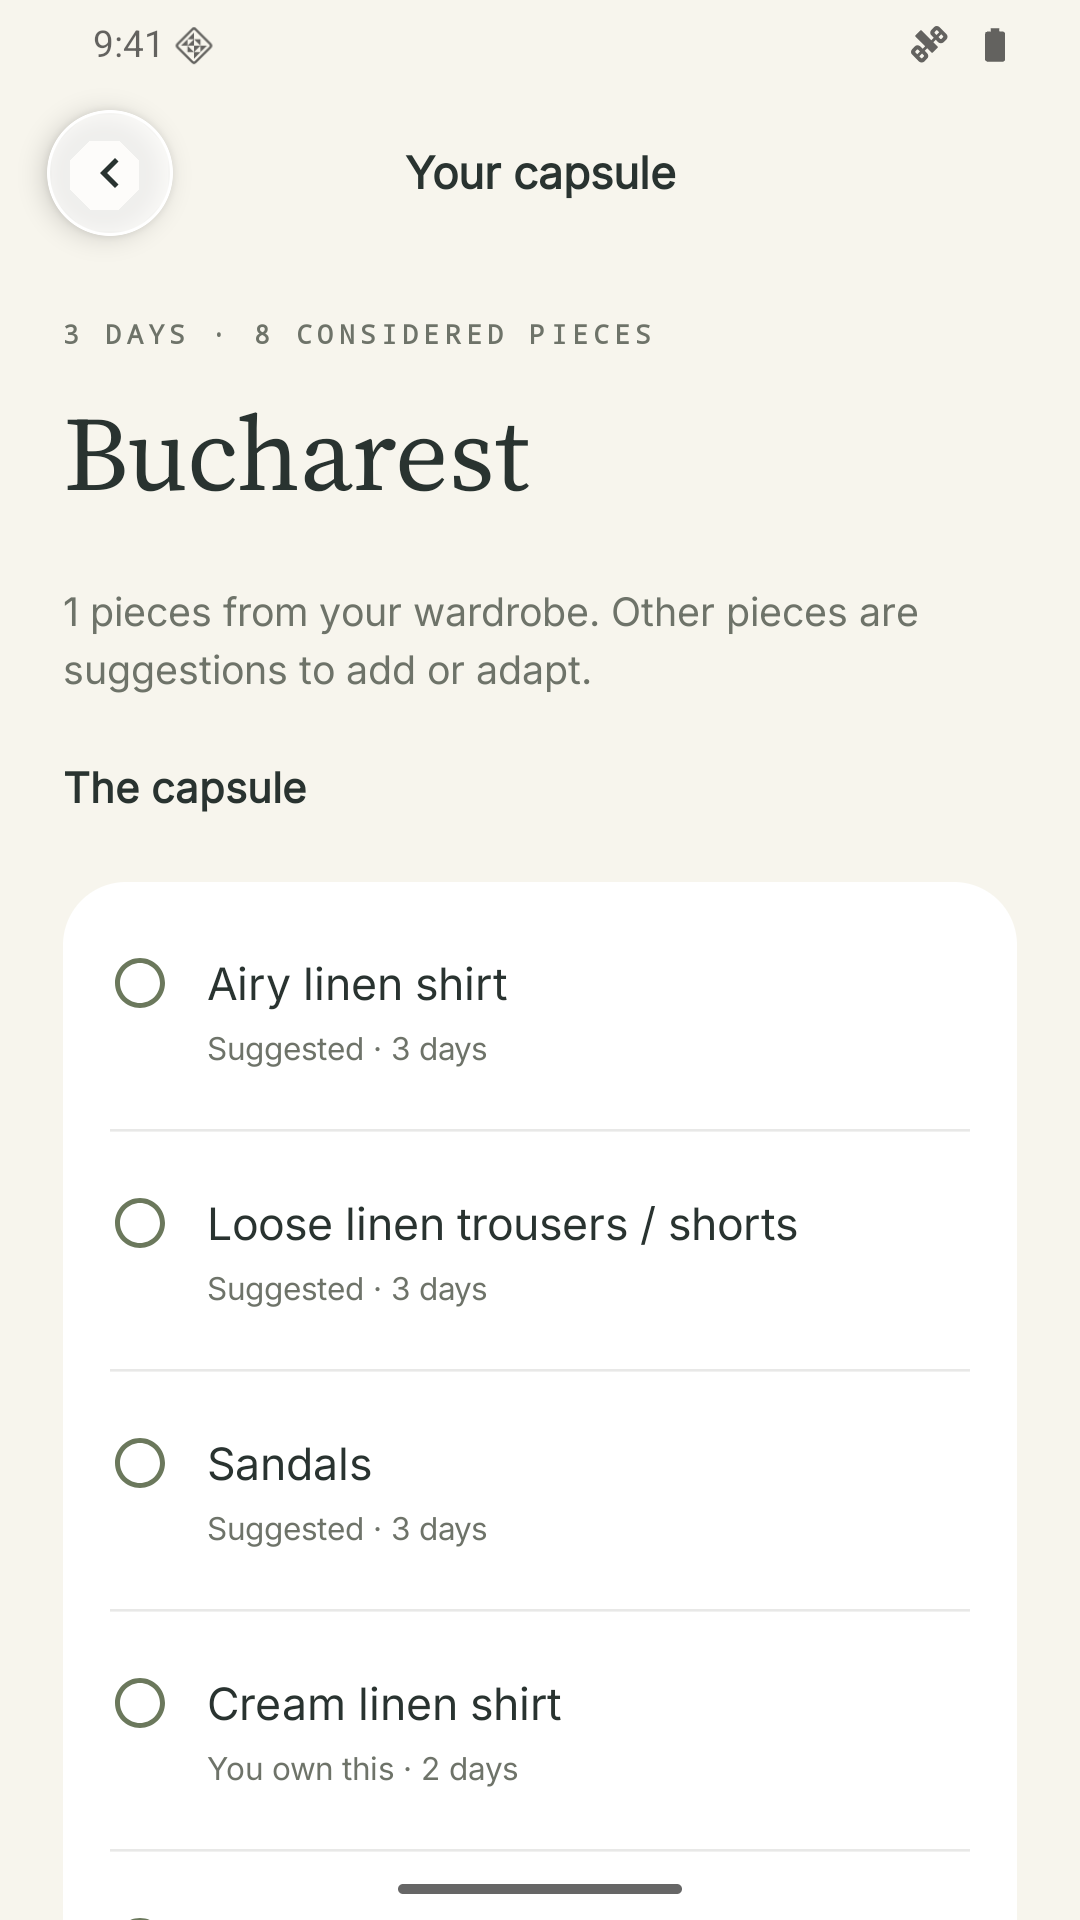 9:41
Your capsule
3 DAYS · 8 CONSIDERED PIECES
Bucharest
1 pieces from your wardrobe. Other pieces are
suggestions to add or adapt.
The capsule
Airy linen shirt
Suggested · 3 days
Loose linen trousers / shorts
Suggested · 3 days
Sandals
Suggested · 3 days
Cream linen shirt
You own this · 2 days